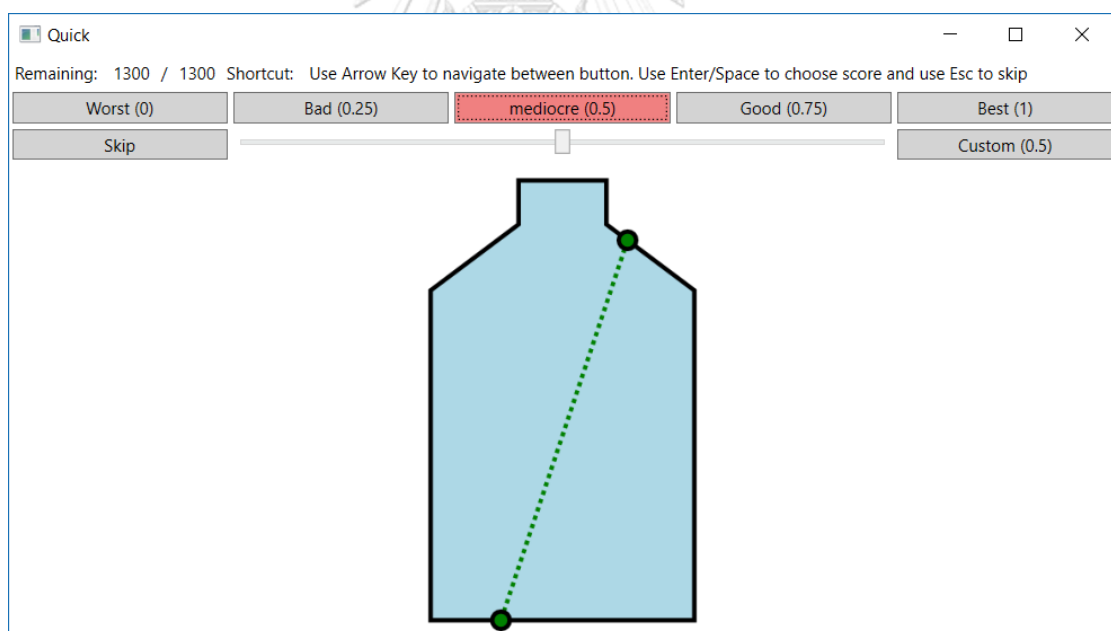 Quick
Remaining: 1300 / 1300 Shortcut: Use Arrow Key to navigate between button. Use Enter/Space to choose score and use Esc to skip
Worst (0) Bad (0.25) mediocre (0.5) Good (0.75) Best (1)
Skip Custom (0.5)